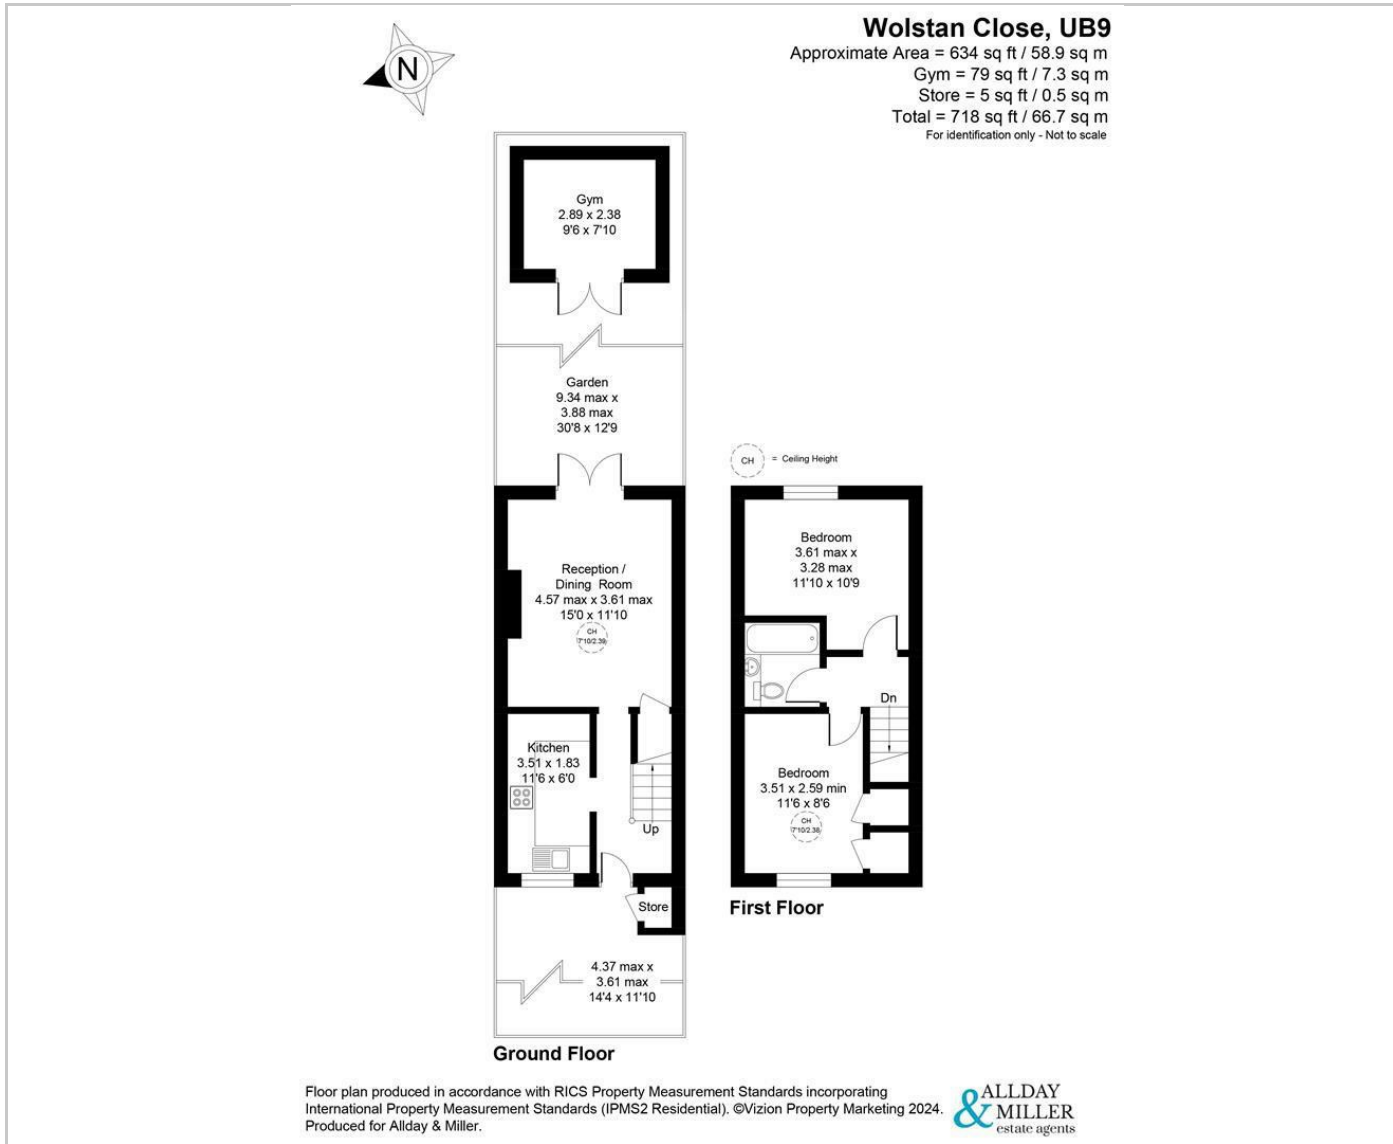 Wolstan Close, UB9
Approximate Area = 634 sq ft / 58.9 sq m
Gym = 79 sq ft / 7.3 sq m
Store = 5 sq ft / 0.5 sq m
Total = 718 sq ft / 66.7 sq m
For identification only - Not to scale
N
Gym
2.89 x 2.38
9'6 x 7'10
Garden
9.34 max x
3.88 max
30'8 x 12'9
Reception /
Dining Room
4.57 max x 3.61 max
15'0 x 11'10
CH
7'10/2.39
Kitchen
3.51 x 1.83
11'6 x 6'0
Up
Store
4.37 max x
3.61 max
14'4 x 11'10
Ground Floor
CH = Ceiling Height
Bedroom
3.61 max x
3.28 max
11'10 x 10'9
Dn
Bedroom
3.51 x 2.59 min
11'6 x 8'6
CH
7'10/2.38
First Floor
Floor plan produced in accordance with RICS Property Measurement Standards incorporating
International Property Measurement Standards (IPMS2 Residential). ©Vizion Property Marketing 2024.
Produced for Allday & Miller.
ALLDAY
& MILLER
estate agents